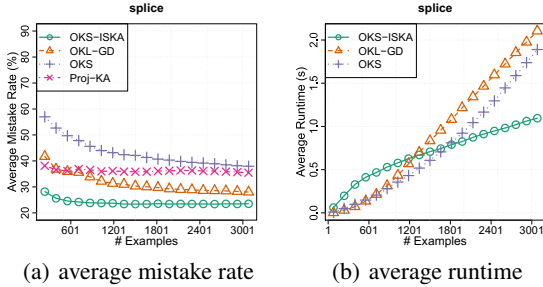 splice
OKS-ISKA
OKL-GD
OKS
Proj-KA
Average Mistake Rate (%)
90
80
70
60
50
40
30
20
601
1201
1801
2401
3001
# Examples
(a) average mistake rate
splice
OKS-ISKA
OKL-GD
OKS
Average Runtime (s)
2.0
1.5
1.0
0.5
0.0
1
601
1201
1801
2401
3001
# Examples
(b) average runtime